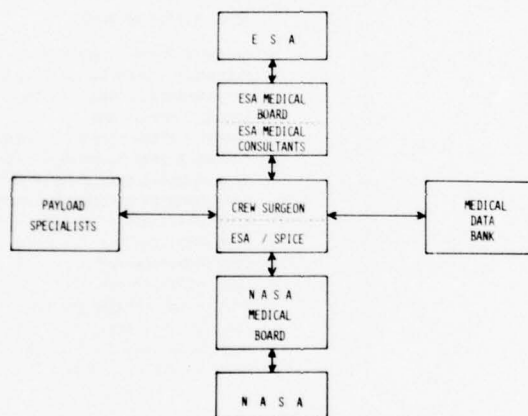 E S A
ESA MEDICAL
BOARD
ESA MEDICAL
CONSULTANTS
PAYLOAD
SPECIALISTS
CREW SURGEON
ESA / SPICE
MEDICAL
DATA
BANK
N A S A
MEDICAL
BOARD
N A S A